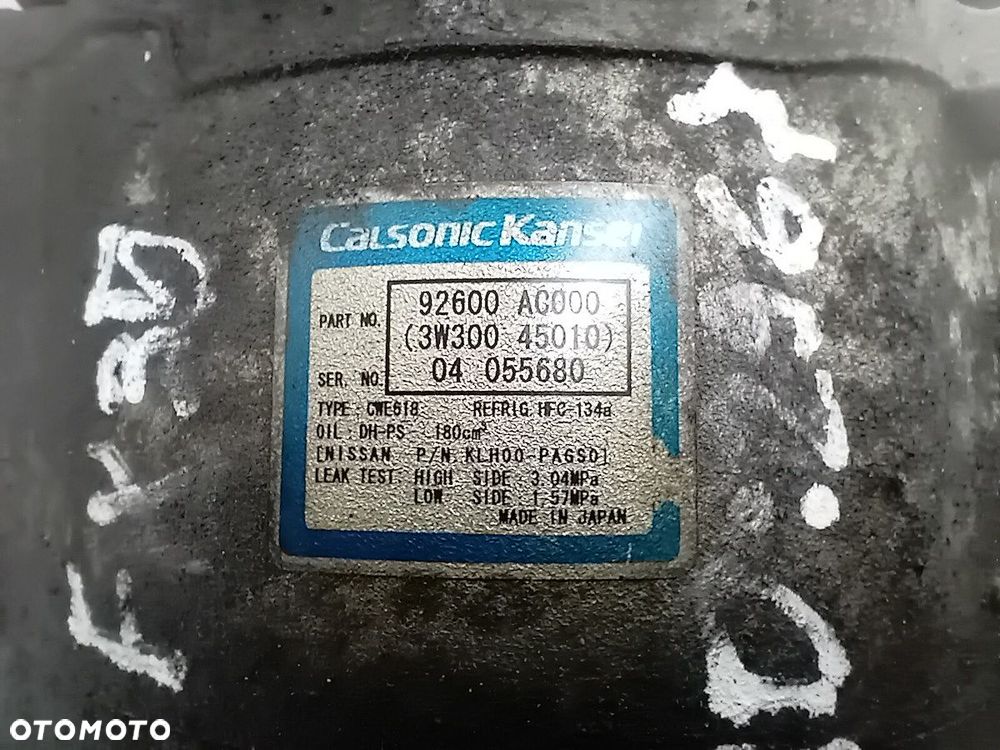 Calsonic Kansei
PART NO. 92600 AC000
(3W300 45010)
SER. NO. 04 055680
TYPE : CWE618 REFRIG. HFC-134a
OIL : DH-PS 180cm³
[NISSAN P/N KLH00-PAGS0]
LEAK TEST: HIGH SIDE : 3.04MPa
LOW SIDE : 1.57MPa
MADE IN JAPAN
OTOMOTO